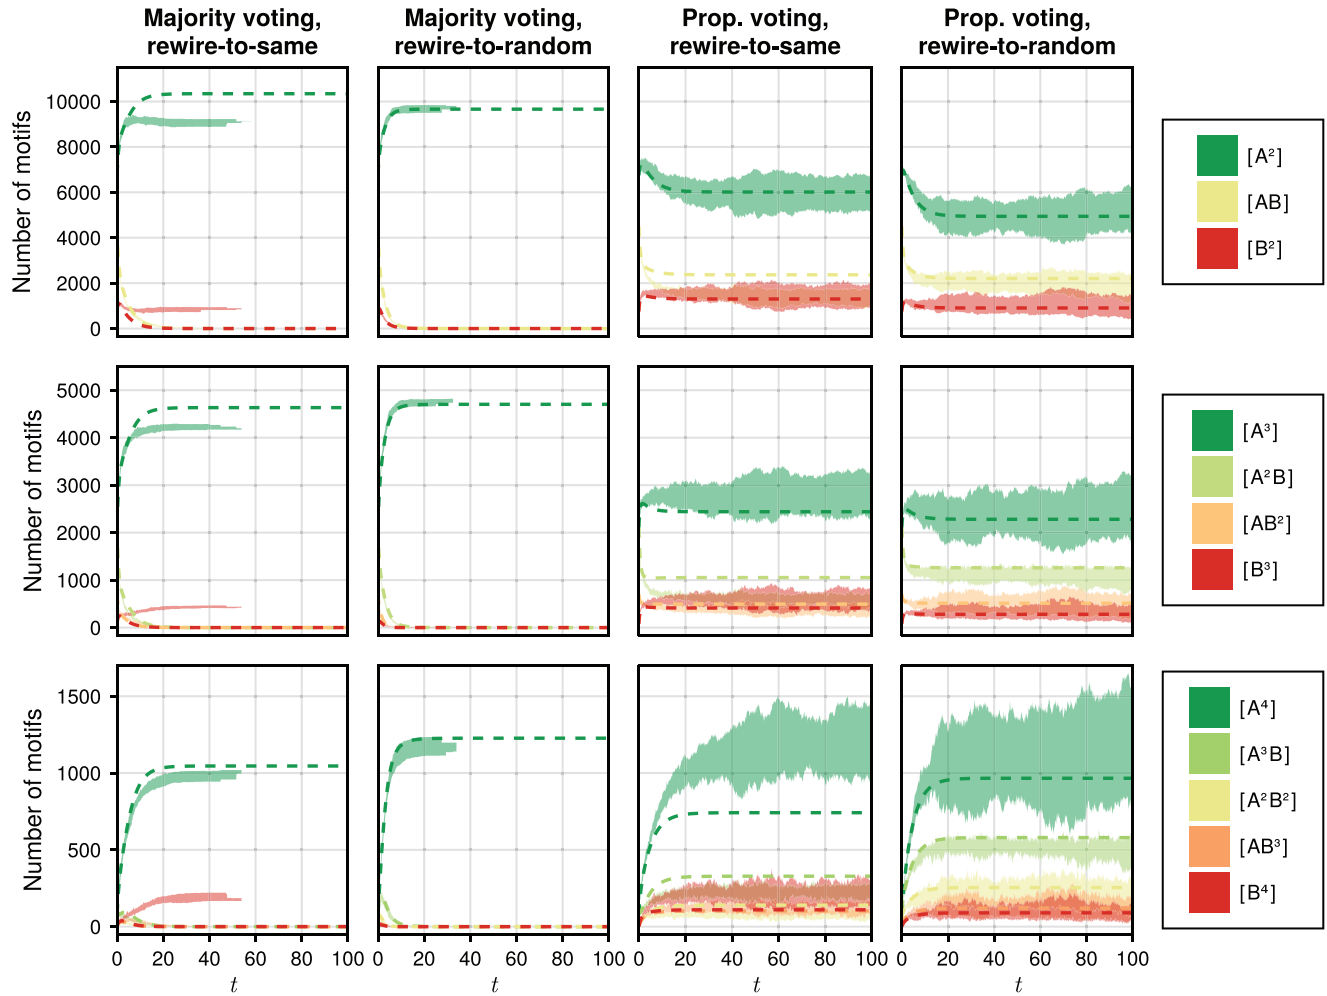 Majority voting,
rewire-to-same
Majority voting,
rewire-to-random
Prop. voting,
rewire-to-same
Prop. voting,
rewire-to-random
Number of motifs
10000
8000
6000
4000
2000
0
[A²]
[AB]
[B²]
Number of motifs
5000
4000
3000
2000
1000
0
[A³]
[A²B]
[AB²]
[B³]
Number of motifs
1500
1000
500
0
[A⁴]
[A³B]
[A²B²]
[AB³]
[B⁴]
0 20 40 60 80 100
0 20 40 60 80 100
0 20 40 60 80 100
0 20 40 60 80 100
t
t
t
t